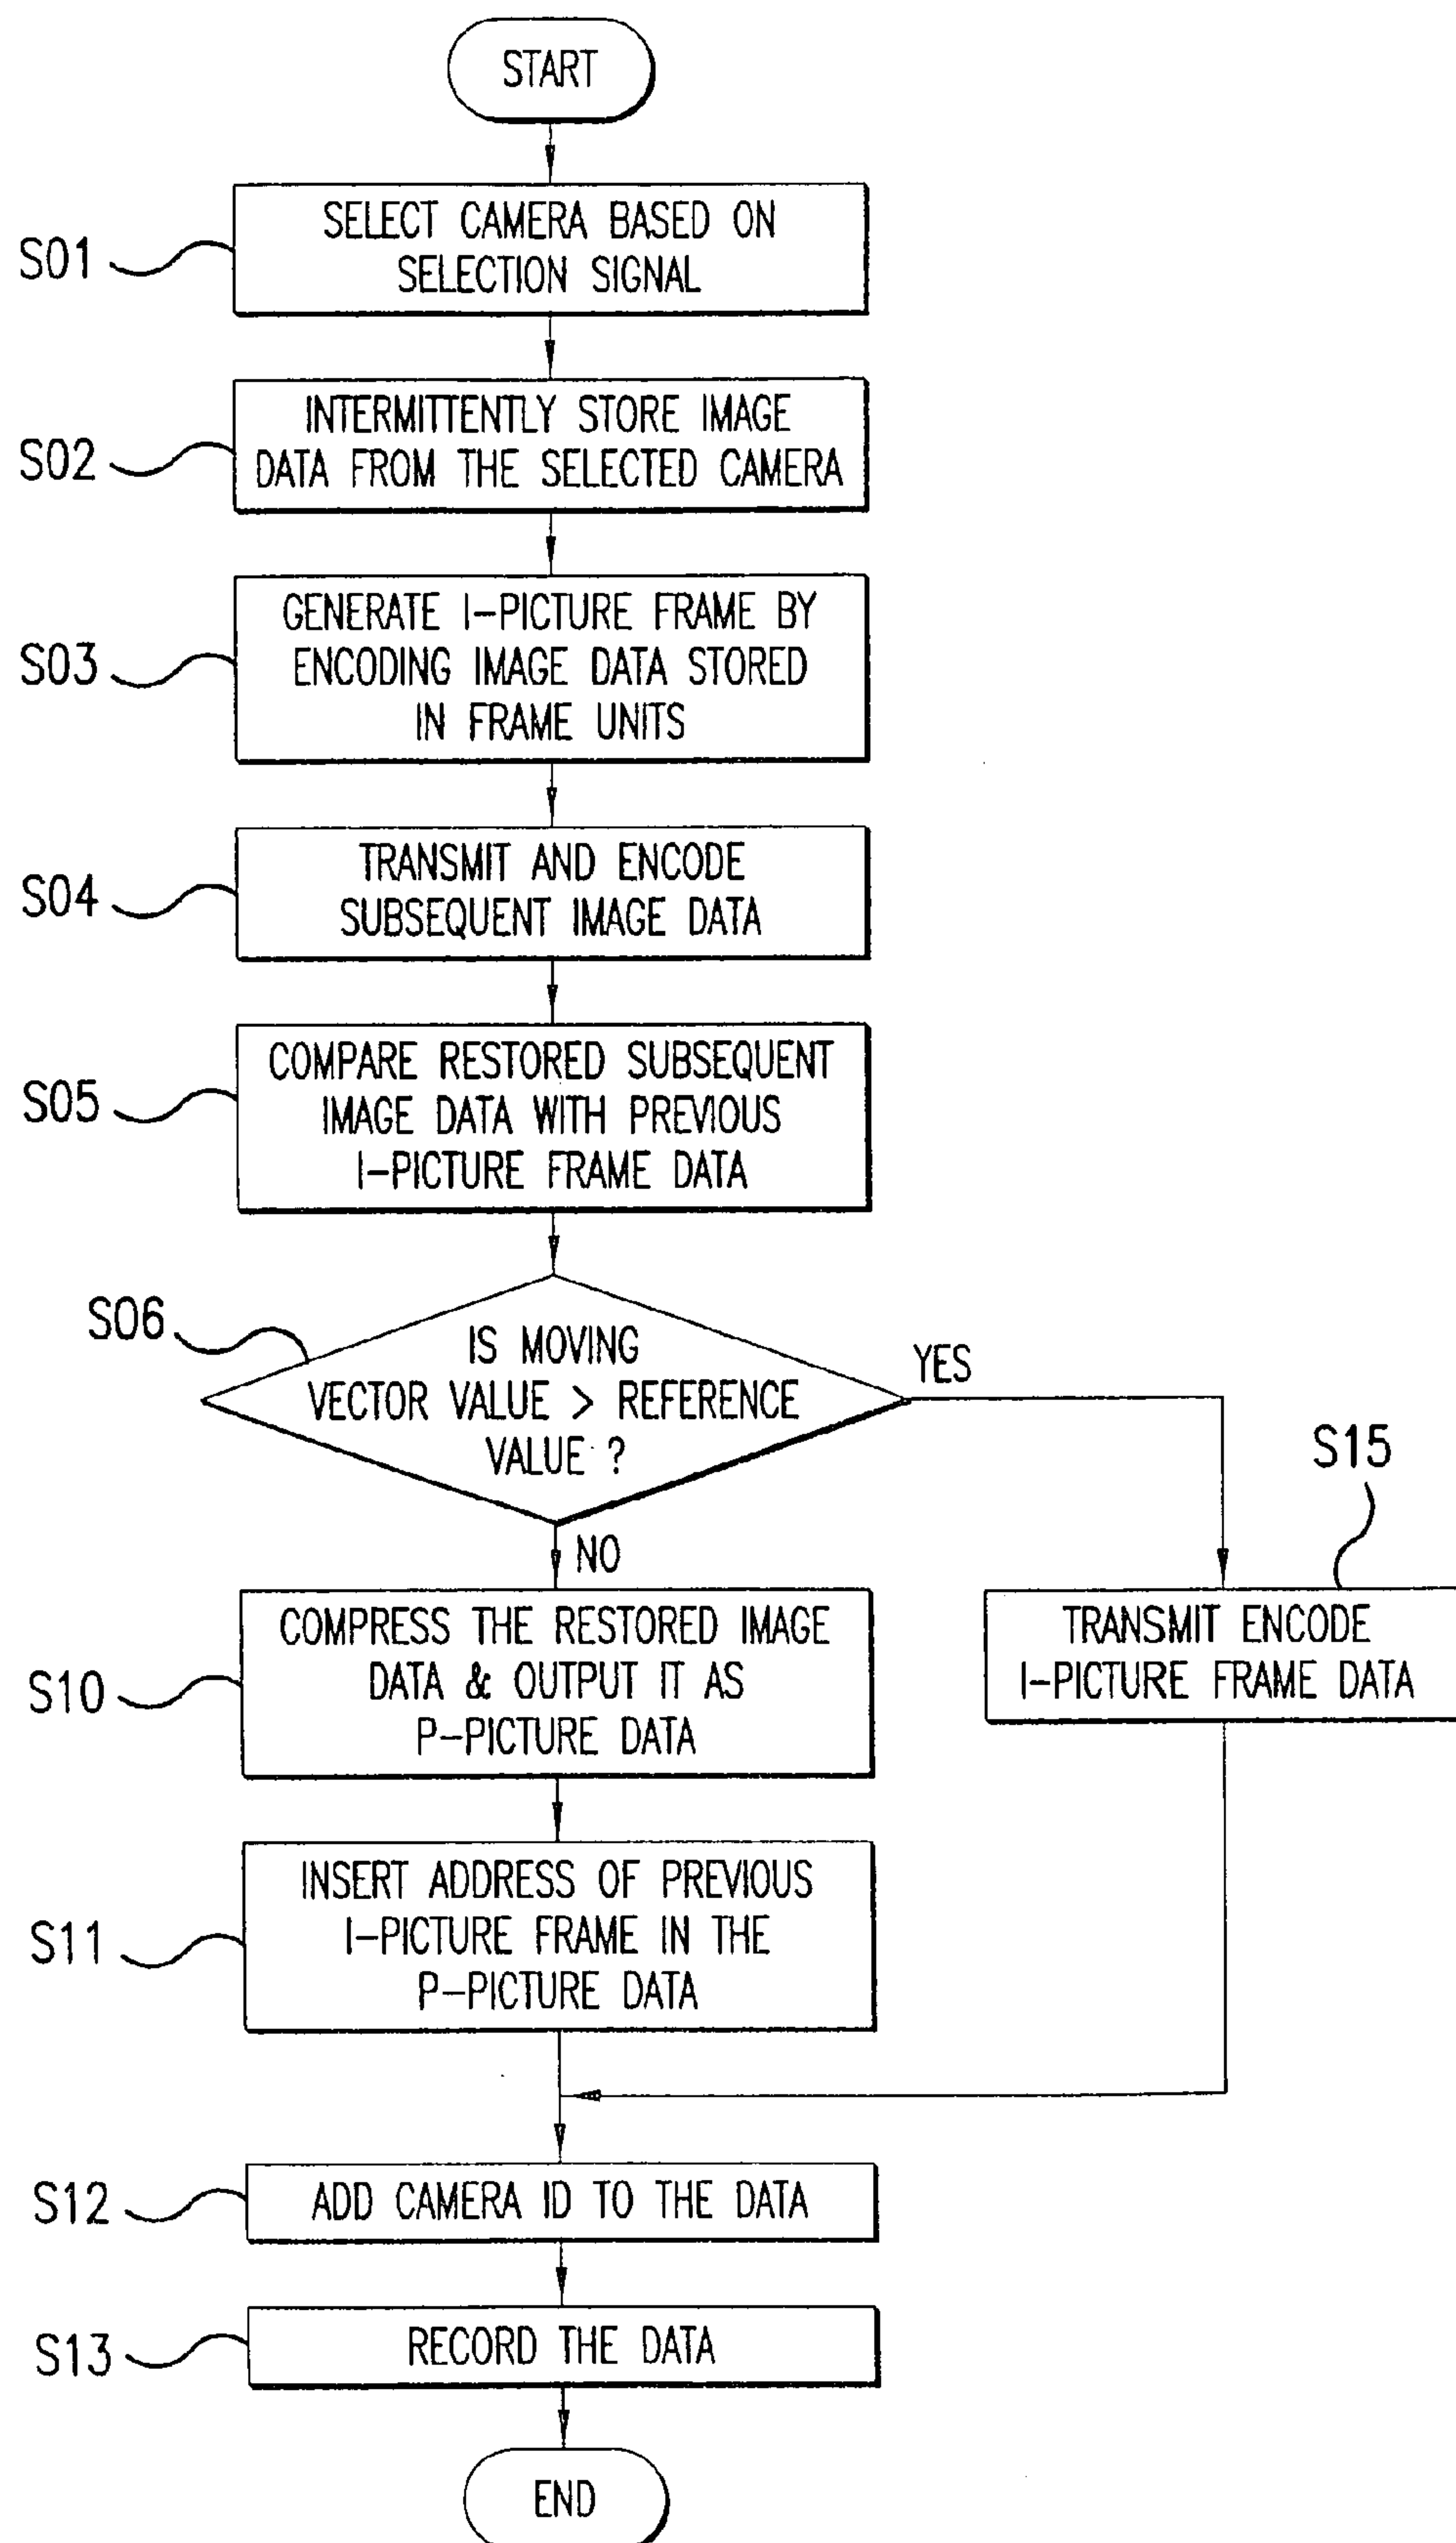 START
S01
SELECT CAMERA BASED ON
SELECTION SIGNAL
S02
INTERMITTENTLY STORE IMAGE
DATA FROM THE SELECTED CAMERA
S03
GENERATE I-PICTURE FRAME BY
ENCODING IMAGE DATA STORED
IN FRAME UNITS
S04
TRANSMIT AND ENCODE
SUBSEQUENT IMAGE DATA
S05
COMPARE RESTORED SUBSEQUENT
IMAGE DATA WITH PREVIOUS
I-PICTURE FRAME DATA
S06
IS MOVING
VECTOR VALUE > REFERENCE
VALUE ?
YES
NO
S15
TRANSMIT ENCODE
I-PICTURE FRAME DATA
S10
COMPRESS THE RESTORED IMAGE
DATA & OUTPUT IT AS
P-PICTURE DATA
S11
INSERT ADDRESS OF PREVIOUS
I-PICTURE FRAME IN THE
P-PICTURE DATA
S12
ADD CAMERA ID TO THE DATA
S13
RECORD THE DATA
END